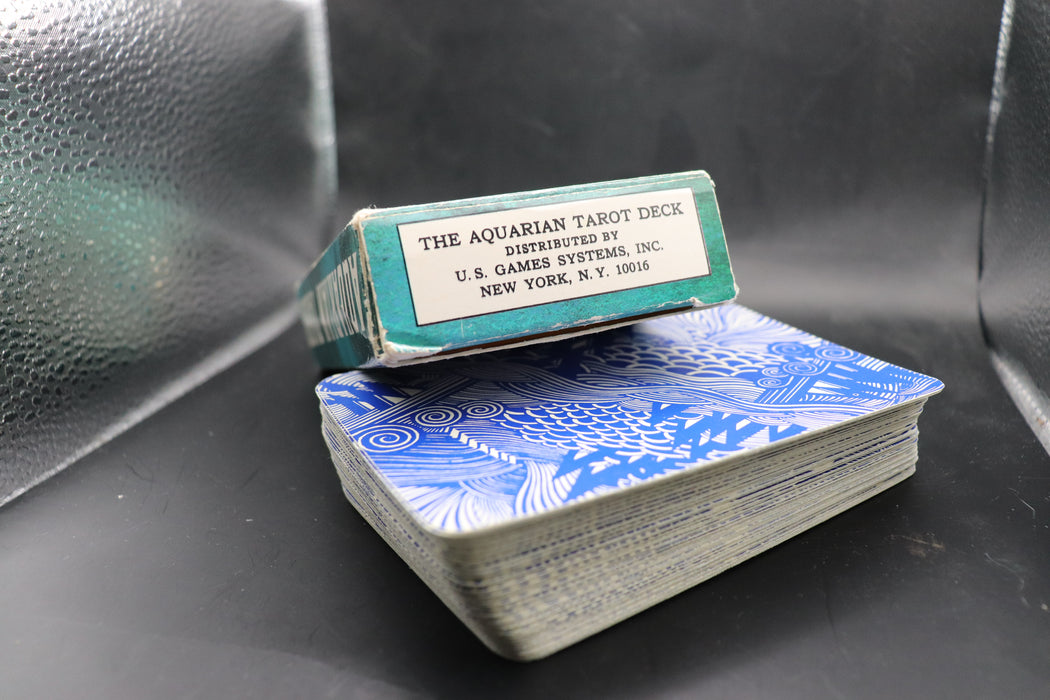 THE AQUARIAN TAROT DECK
DISTRIBUTED BY
U.S. GAMES SYSTEMS, INC.
NEW YORK, N.Y. 10016